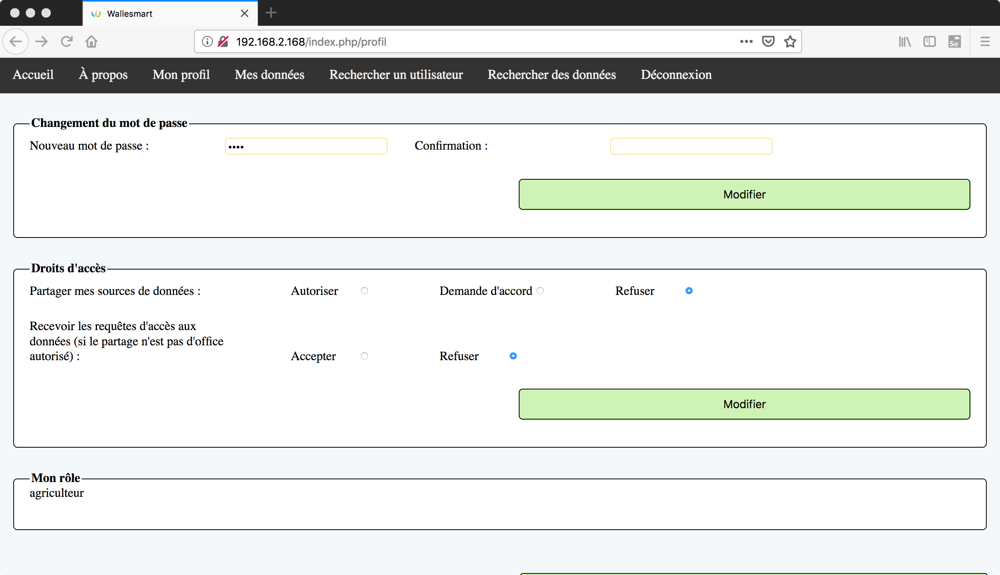 Wallesmart
192.168.2.168/index.php/profil
Se
Accueil À propos Mon profil Mes données Rechercher un utilisateur Rechercher des données Déconnexion
Changement du mot de passe
Nouveau mot de passe : •••• Confirmation :
Modifier
Droits d'accès
Partager mes sources de données : Autoriser Demande d'accord Refuser
Recevoir les requêtes d'accès aux
données (si le partage n'est pas d'office
autorisé) : Accepter Refuser
Modifier
Mon rôle
agriculteur